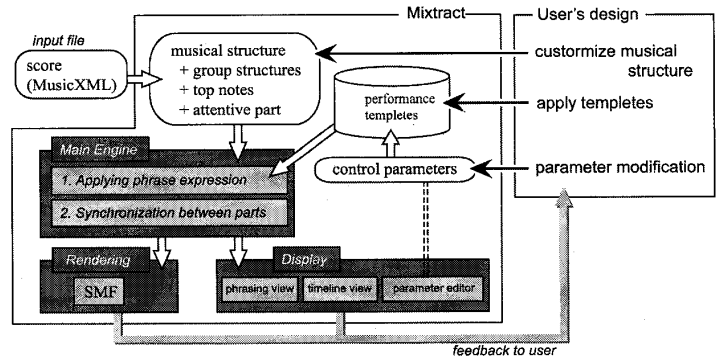 Mixtract
User's design
input file
score
(MusicXML)
musical structure
+ group structures
+ top notes
+ attentive part
custormize musical
structure
performance
templetes
apply templetes
Main Engine
1. Applying phrase expression
2. Synchronization between parts
control parameters
parameter modification
Rendering
SMF
Display
phrasing view
timeline view
parameter editor
feedback to user